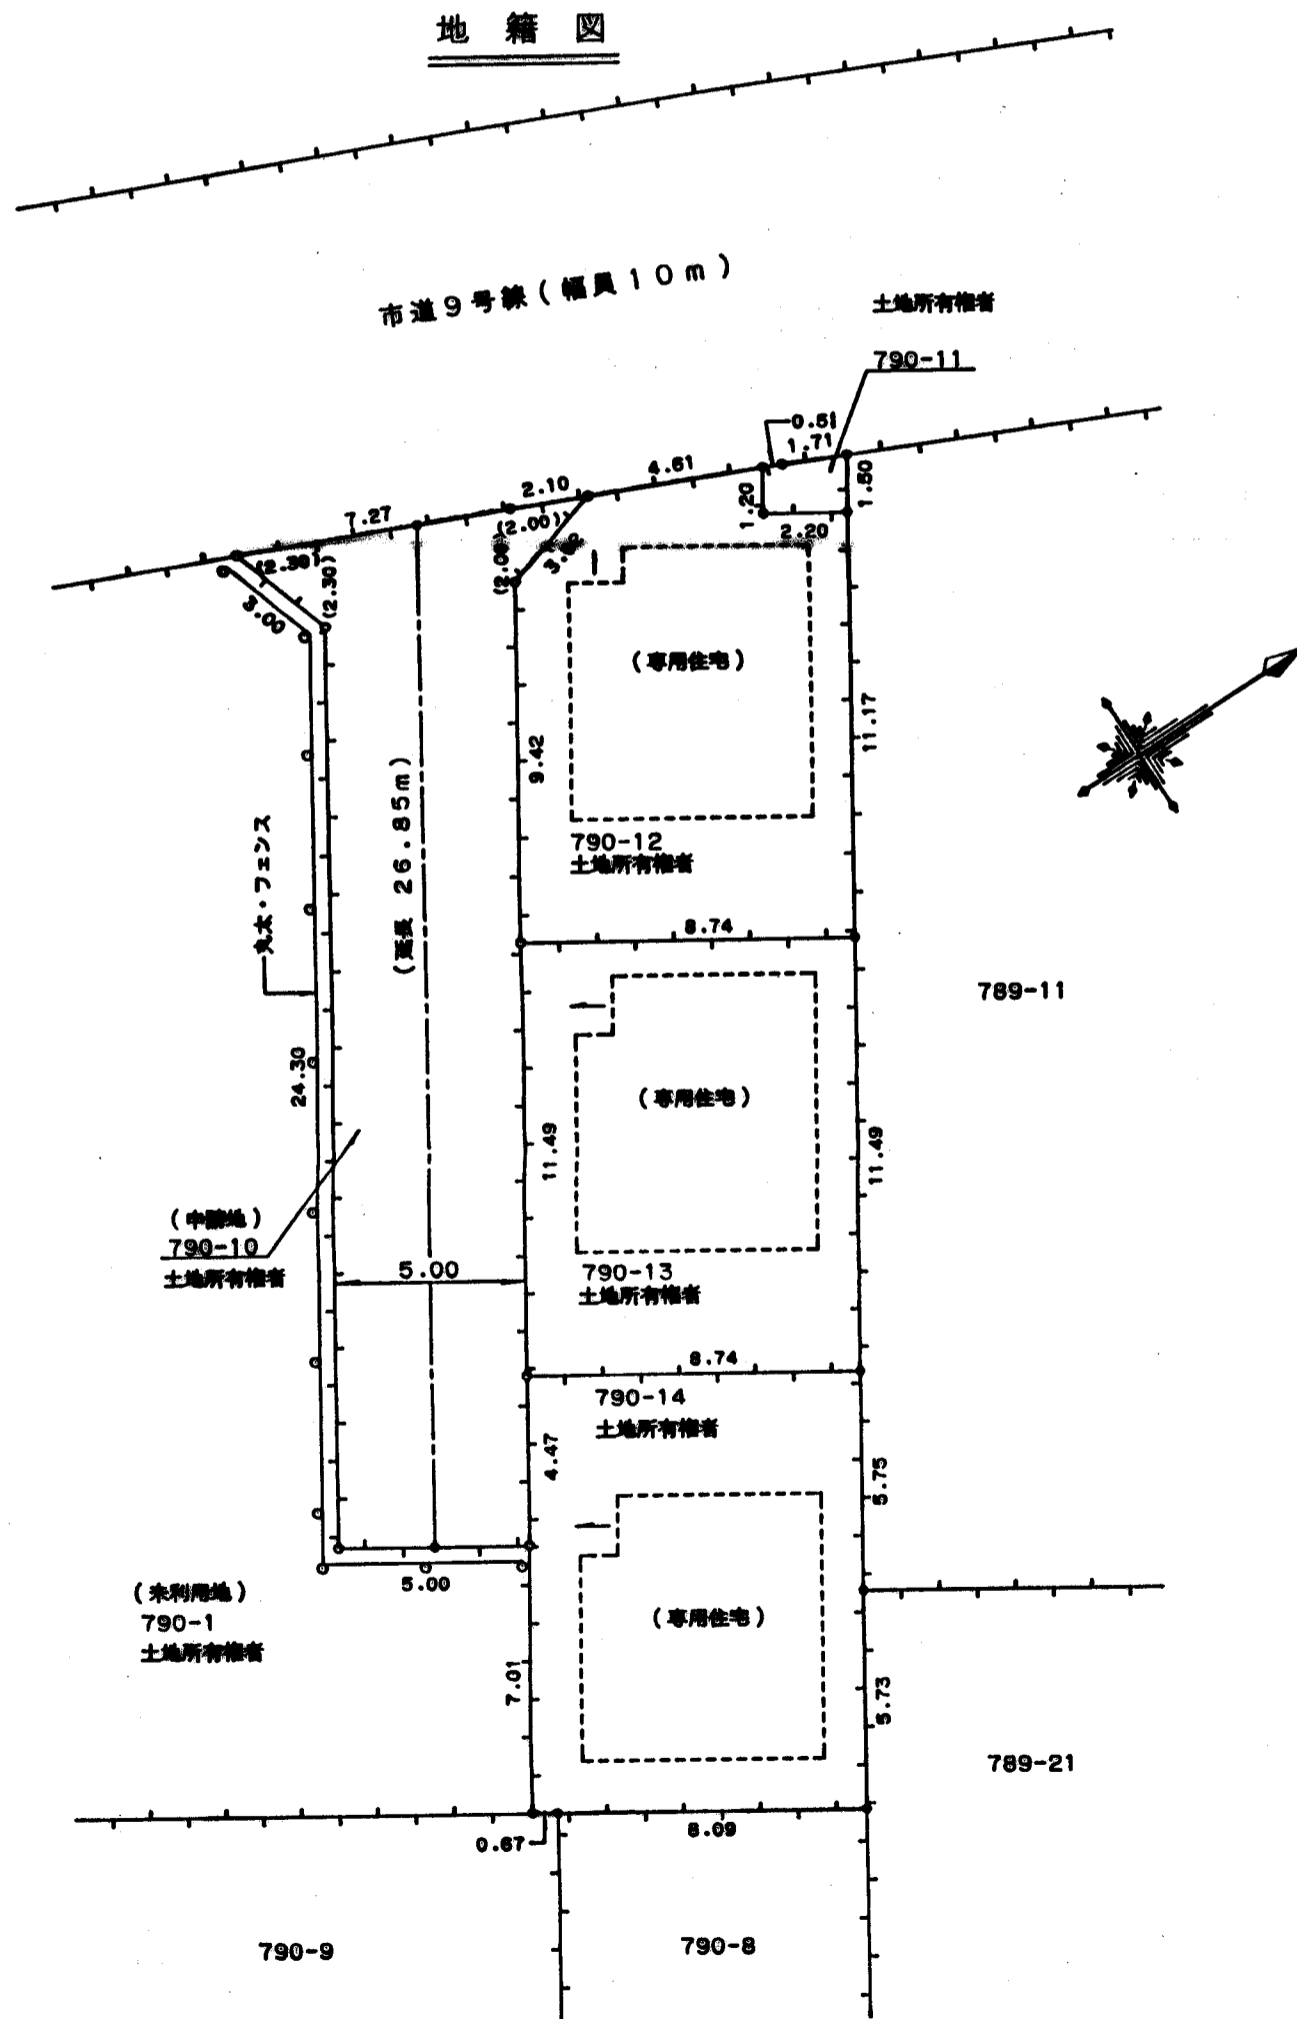 地籍図
市道9号線(幅員10m)
土地所有権者
790-11
0.51
1.71
4.61
2.10
7.27
1.20
1.50
2.20
(2.00)
(2.00)
(2.30)
(2.30)
3.00
(専用住宅)
11.17
9.42
(延長 26.85m)
丸太・フェンス
790-12
土地所有権者
8.74
789-11
24.30
(専用住宅)
11.49
11.49
(申請地)
790-10
土地所有権者
5.00
790-13
土地所有権者
8.74
790-14
土地所有権者
4.47
5.75
5.00
(未利用地)
790-1
土地所有権者
(専用住宅)
7.01
5.73
789-21
0.67
8.09
790-9
790-8